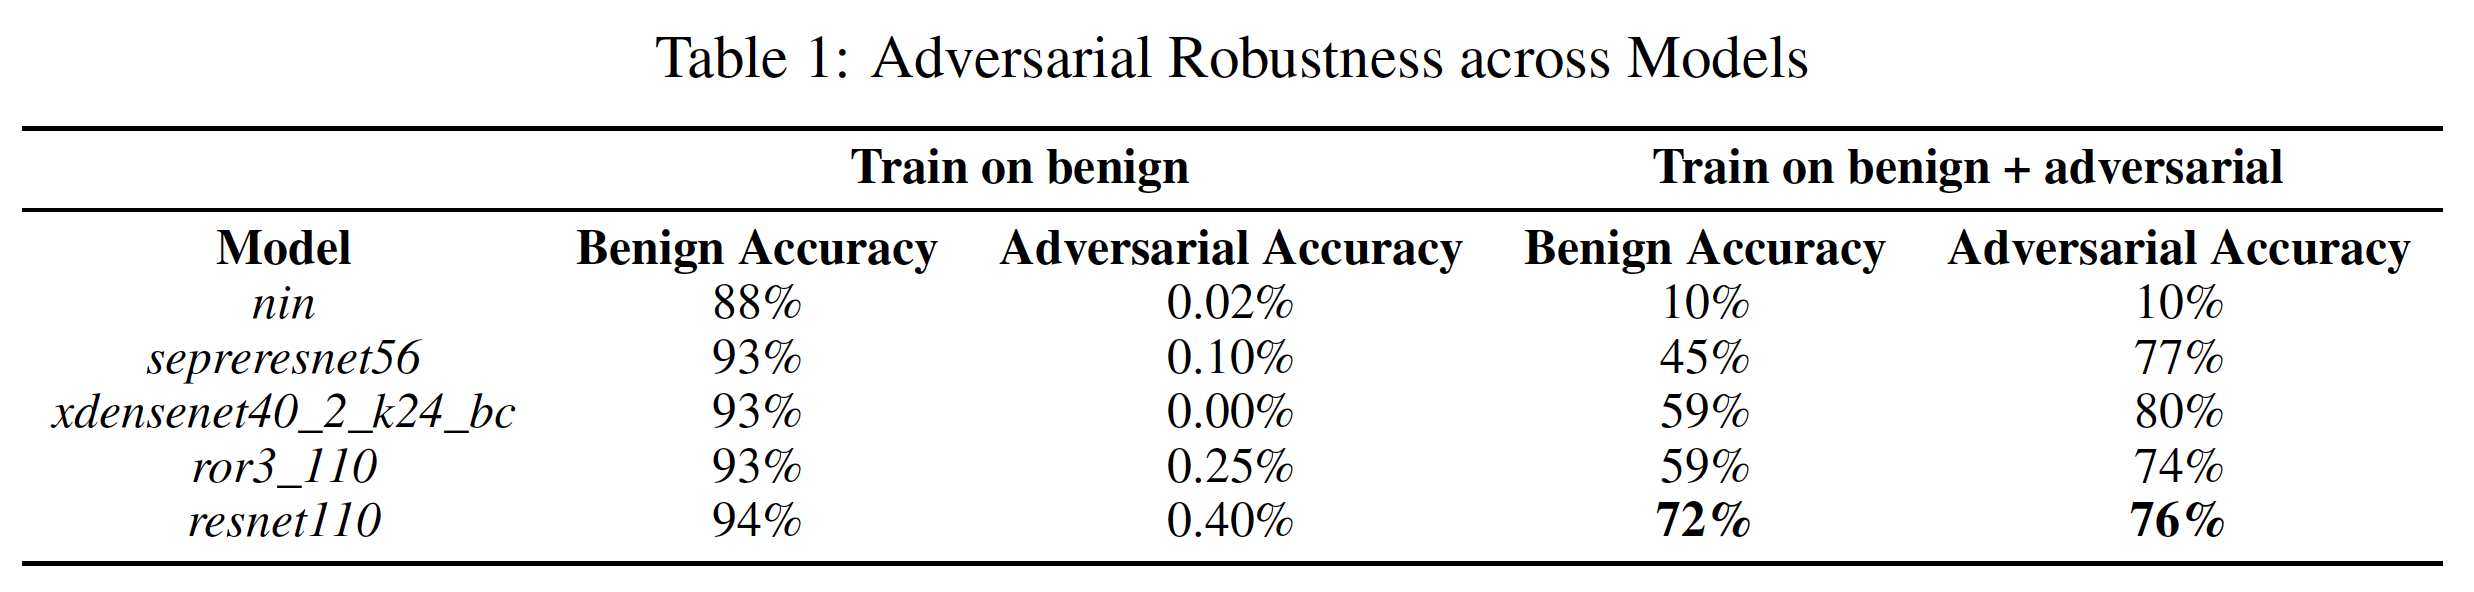 Table 1: Adversarial Robustness across Models
Train on benign Train on benign + adversarial
Model Benign Accuracy Adversarial Accuracy Benign Accuracy Adversarial Accuracy
nin 88% 0.02% 10% 10%
sepreresnet56 93% 0.10% 45% 77%
xdensenet40_2_k24_bc 93% 0.00% 59% 80%
ror3_110 93% 0.25% 59% 74%
resnet110 94% 0.40% 72% 76%